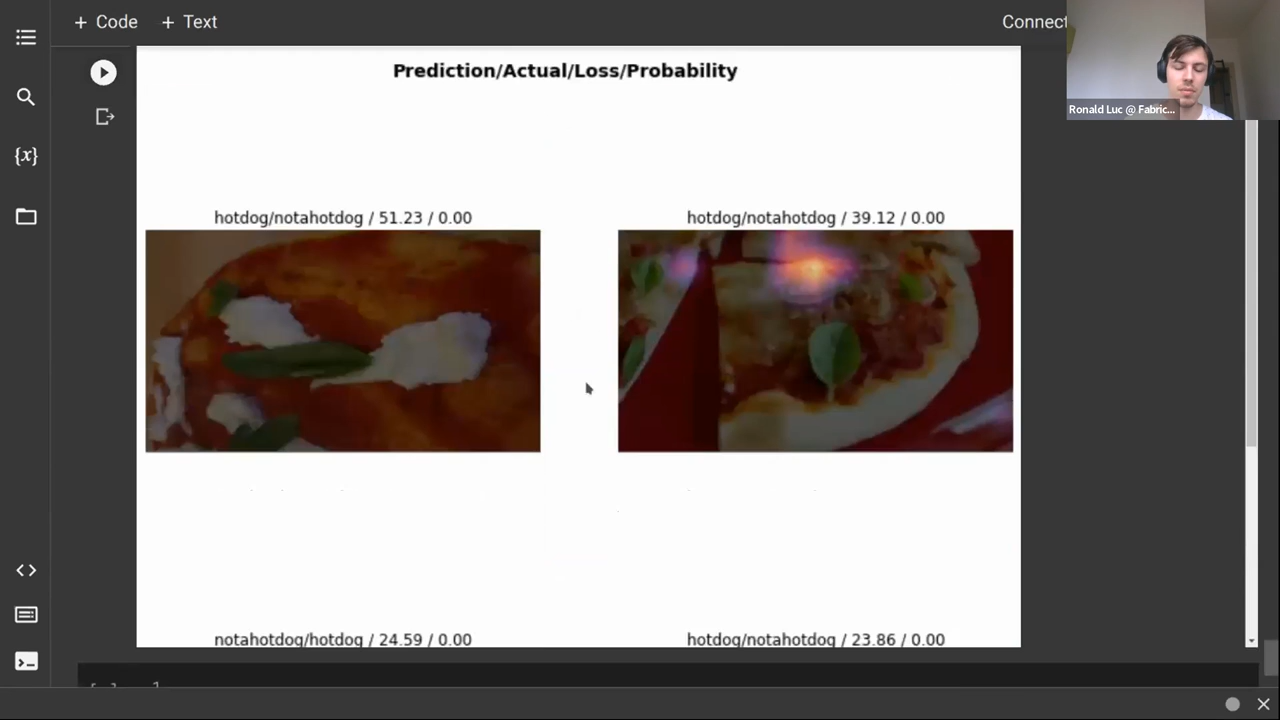 + Code + Text
Connect
Ronald Luc @ Fabric...
Prediction/Actual/Loss/Probability
{x}
hotdog/notahotdog / 51.23 / 0.00
hotdog/notahotdog / 39.12 / 0.00
notahotdog/hotdog / 24.59 / 0.00
hotdog/notahotdog / 23.86 / 0.00